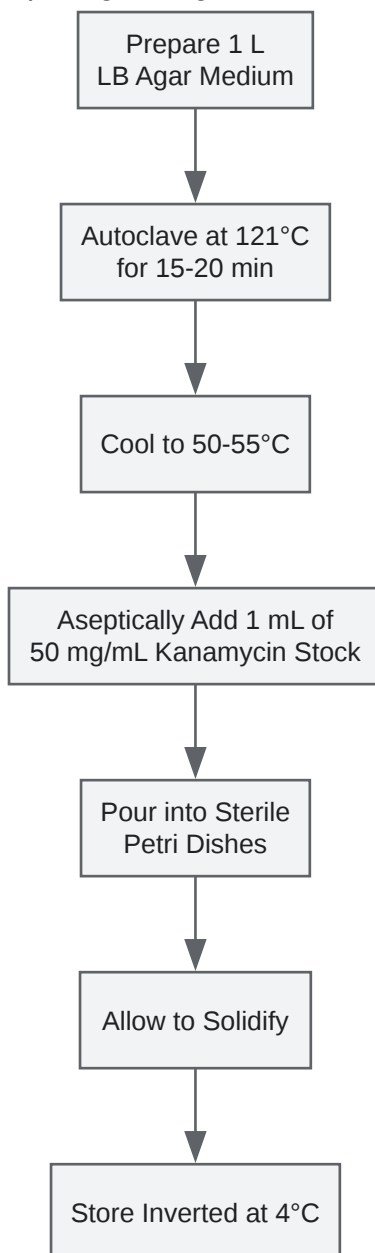 Prepare 1 L
LB Agar Medium
Autoclave at 121°C
for 15-20 min
Cool to 50-55°C
Aseptically Add 1 mL of
50 mg/mL Kanamycin Stock
Pour into Sterile
Petri Dishes
Allow to Solidify
Store Inverted at 4°C